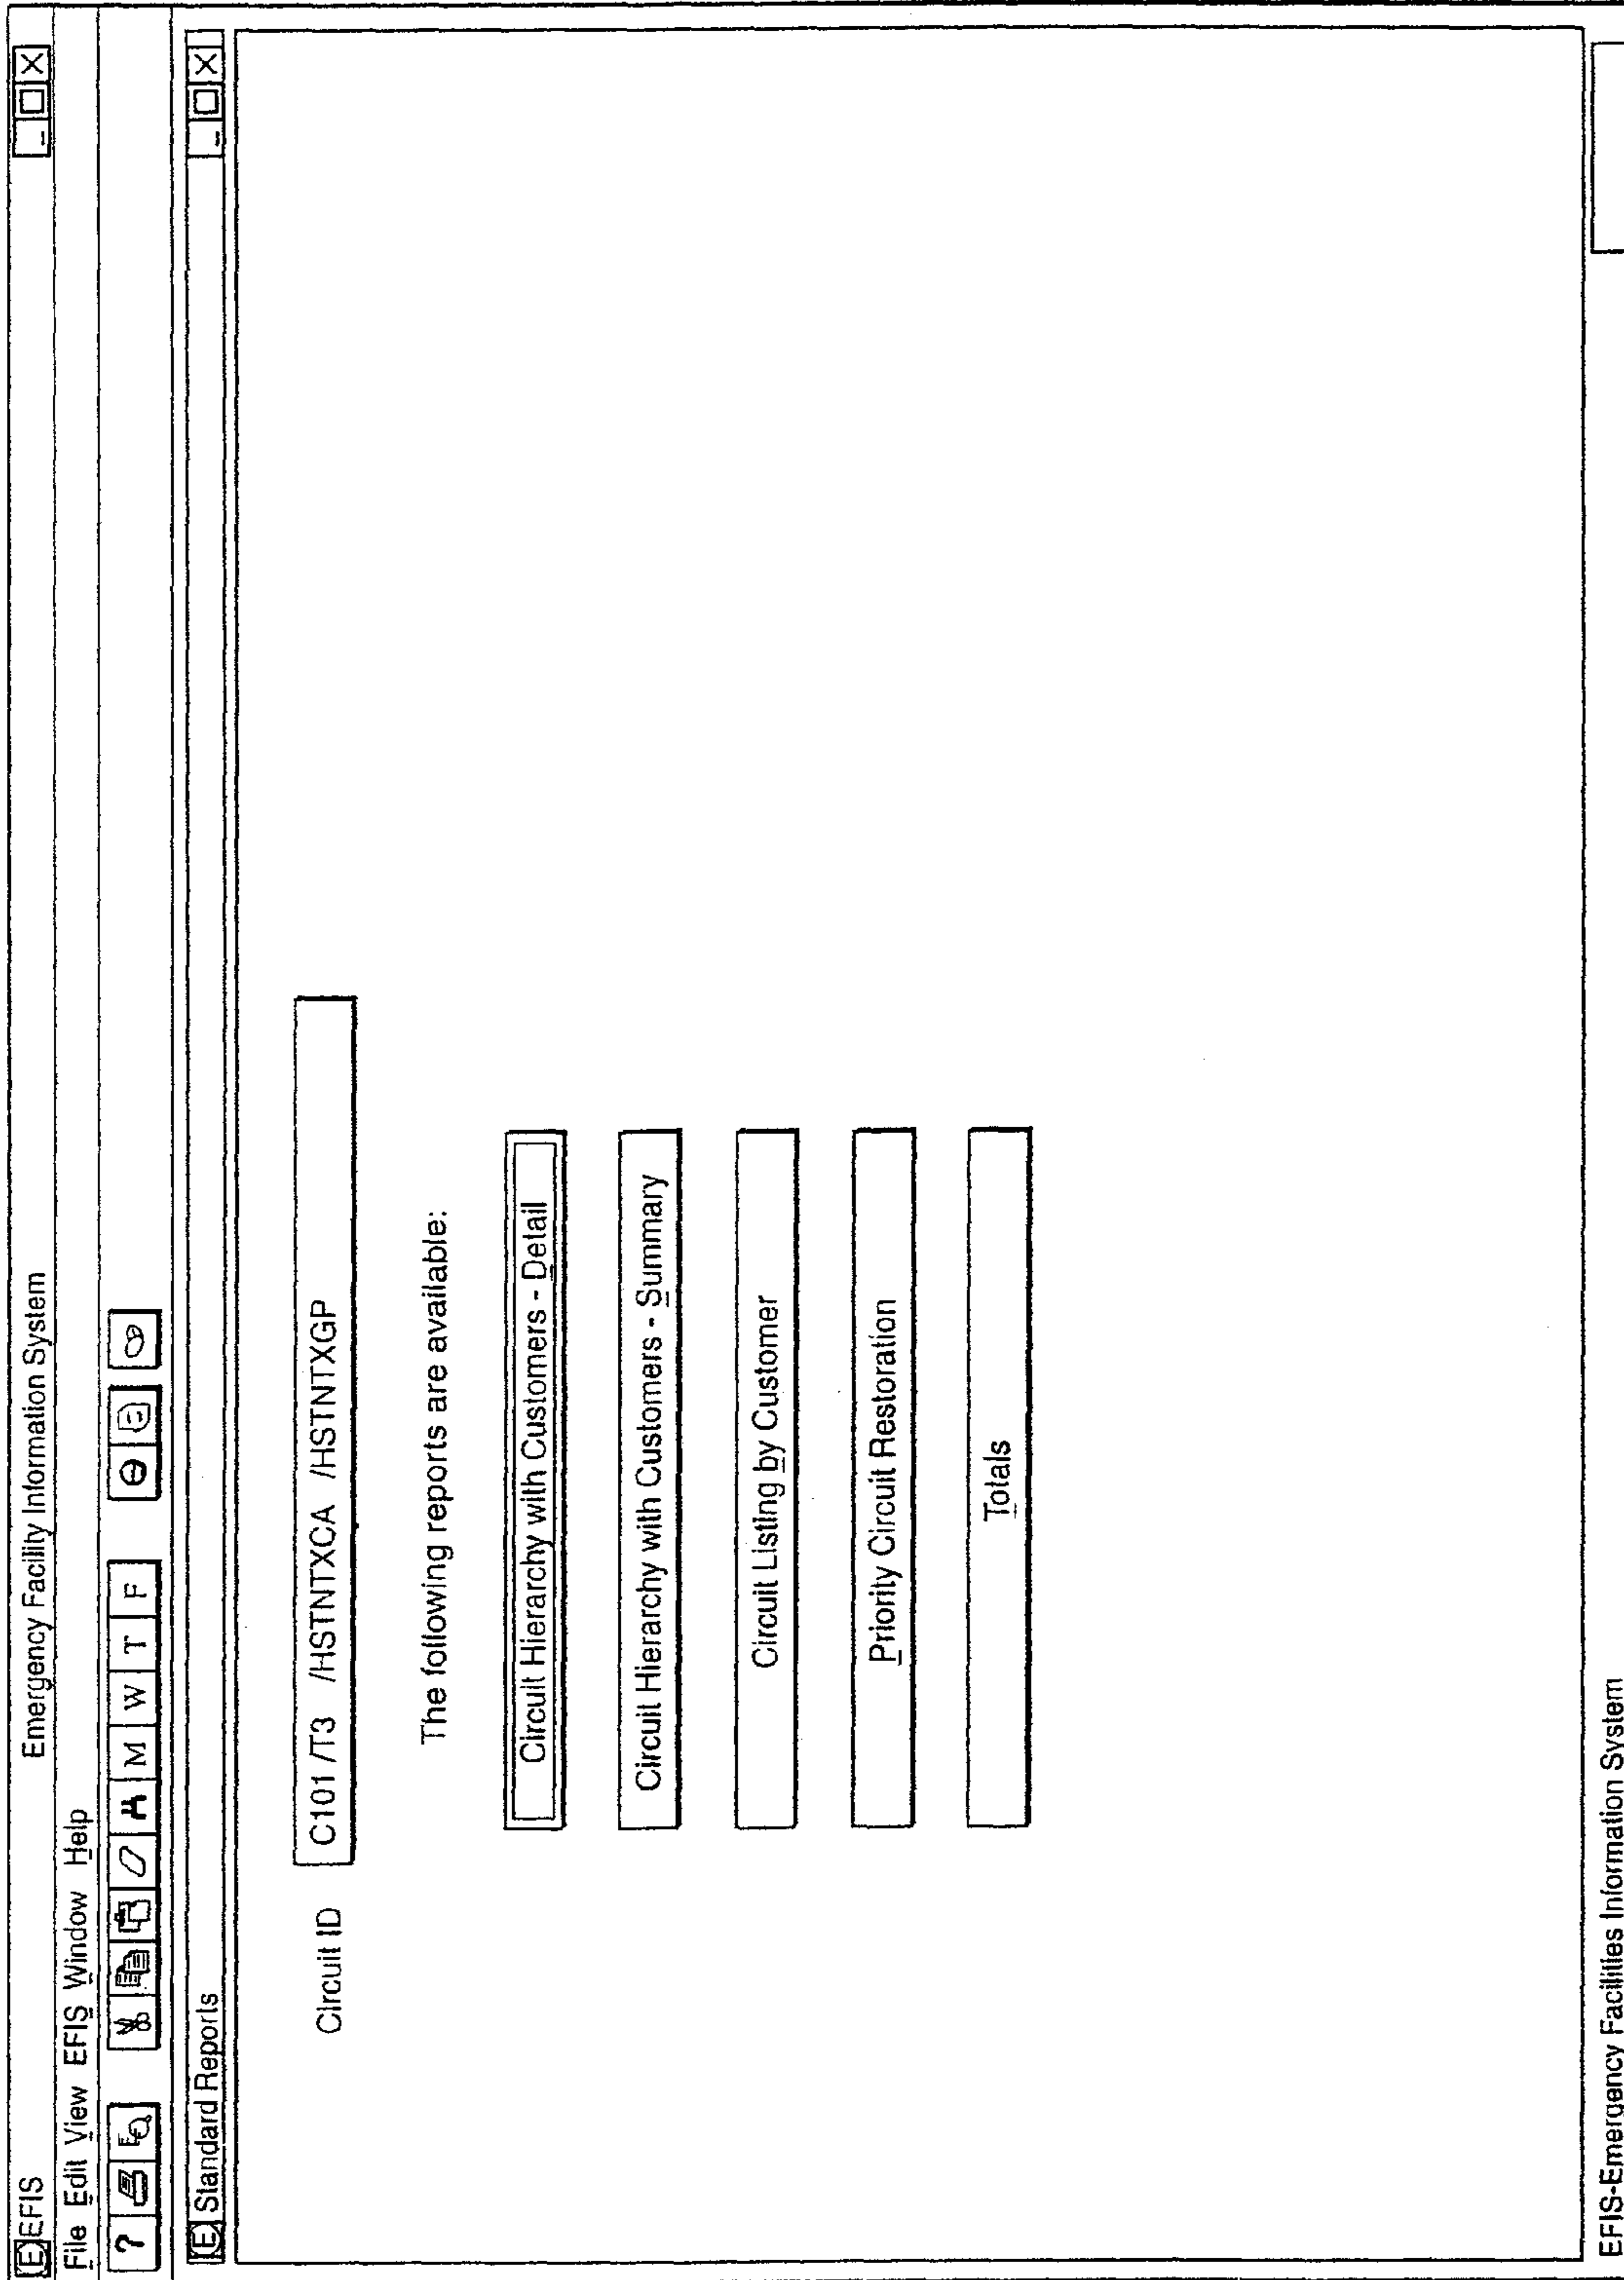 E EFIS Emergency Facility Information System
File Edit View EFIS Window Help
? M W T F
E Standard Reports
Circuit ID C101 /T3 /HSTNTXCA /HSTNTXGP
The following reports are available:
Circuit Hierarchy with Customers - Detail
Circuit Hierarchy with Customers - Summary
Circuit Listing by Customer
Priority Circuit Restoration
Totals
EFIS-Emergency Facilities Information System